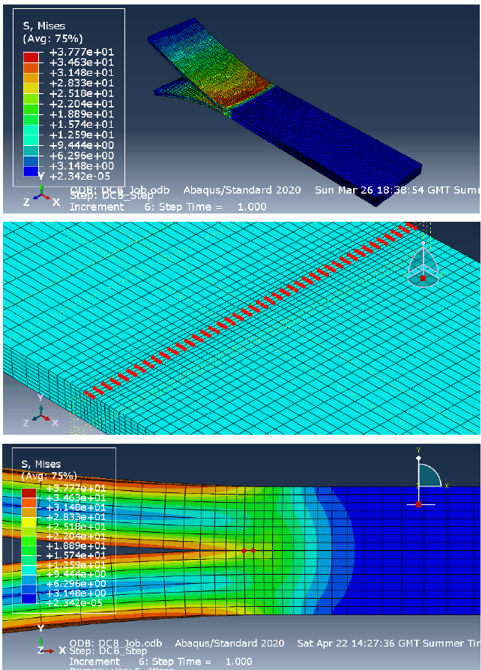 S, Mises
(Avg: 75%)
+3.777e+01
+3.463e+01
+3.148e+01
+2.833e+01
+2.518e+01
+2.204e+01
+1.889e+01
+1.574e+01
+1.259e+01
+9.444e+00
+6.296e+00
+3.148e+00
+2.342e-05
Y
Z X
ODB: DCB_Job.odb Abaqus/Standard 2020 Sun Mar 26 18:38:54 GMT Summ
Step: DCB_Step
Increment 6: Step Time = 1.000
Y
Z X
S, Mises
(Avg: 75%)
+3.777e+01
+3.463e+01
+3.148e+01
+2.833e+01
+2.518e+01
+2.204e+01
+1.889e+01
+1.574e+01
+1.259e+01
+9.444e+00
+6.296e+00
+3.148e+00
+2.342e-05
Y
X
Y
Z X
ODB: DCB_Job.odb Abaqus/Standard 2020 Sat Apr 22 14:27:36 GMT Summer Tim
Step: DCB_Step
Increment 6: Step Time = 1.000